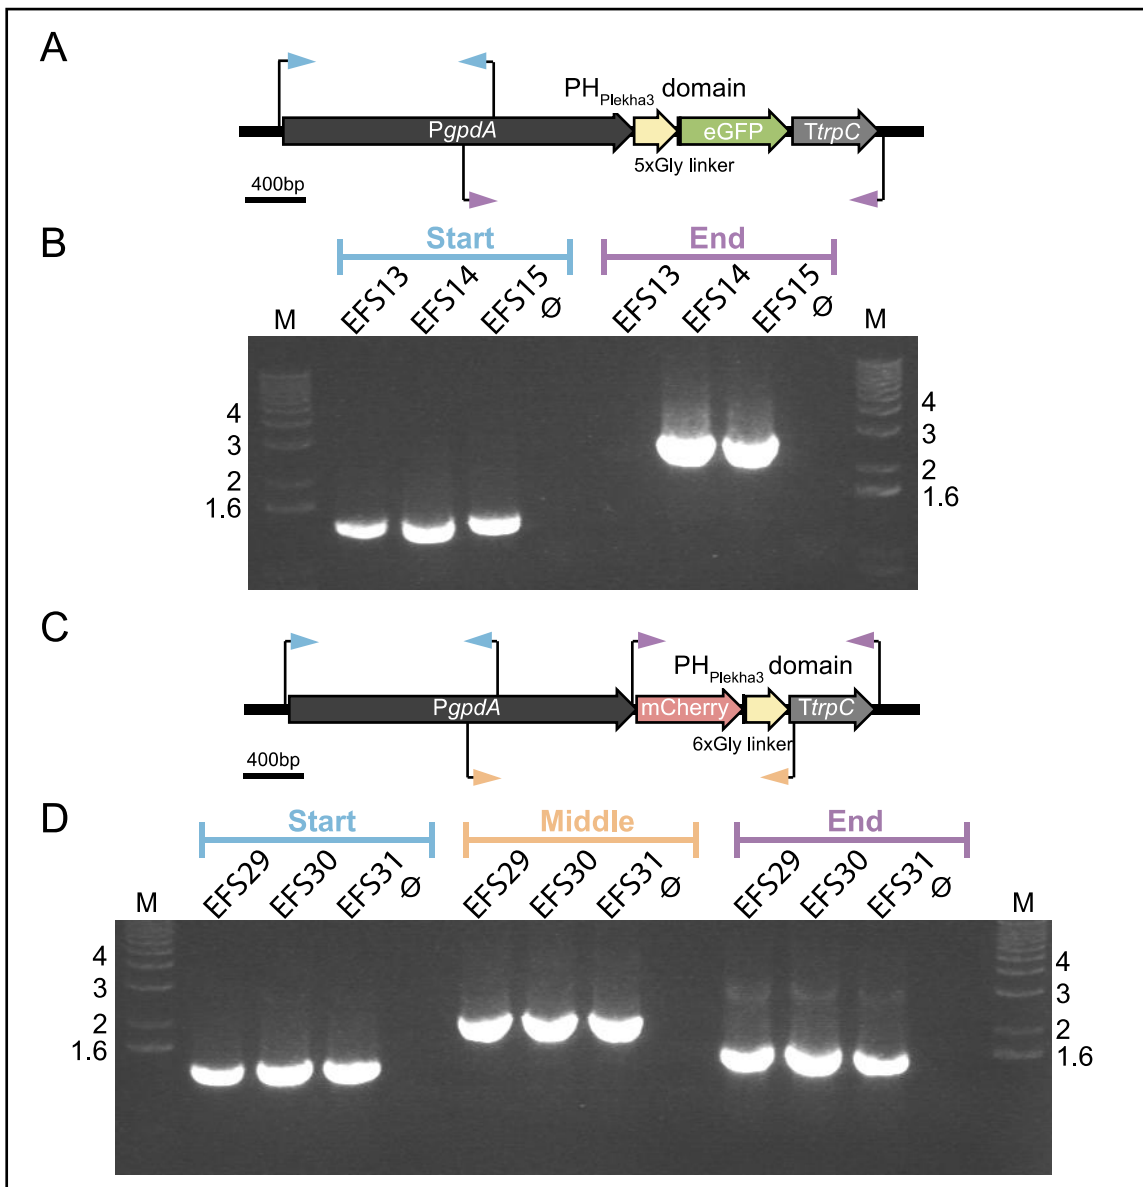 A
PH_Plekha3 domain
PgpdA eGFP TtrpC
5xGly linker
400bp
B
Start End
EFS13 EFS14 EFS15 Ø EFS13 EFS14 EFS15 Ø
M M
4 4
3 3
2 2
1.6 1.6
C
PH_Plekha3 domain
PgpdA mCherry TtrpC
6xGly linker
400bp
D
Start Middle End
EFS29 EFS30 EFS31 Ø EFS29 EFS30 EFS31 Ø EFS29 EFS30 EFS31 Ø
M M
4 4
3 3
2 2
1.6 1.6